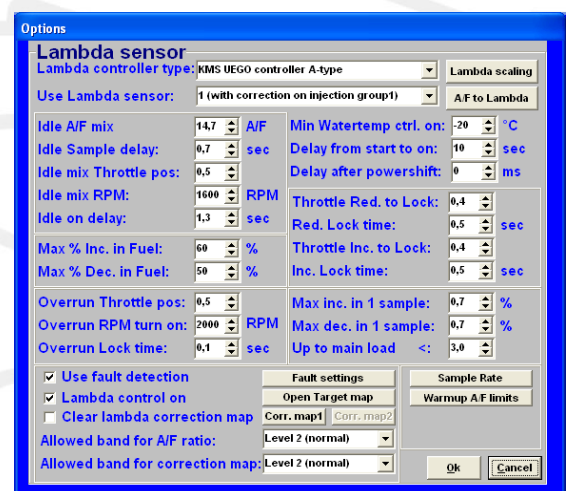 Options
Lambda sensor
Lambda controller type: KMS UEGO controller A-type Lambda scaling
Use Lambda sensor: 1 (with correction on injection group1) A/F to Lambda
Idle A/F mix 14,7 A/F
Idle Sample delay: 0,7 sec
Idle mix Throttle pos: 0,5
Idle mix RPM: 1600 RPM
Idle on delay: 1,3 sec
Min Watertemp ctrl. on: -20 °C
Delay from start to on: 10 sec
Delay after powershift: 0 ms
Throttle Red. to Lock: 0,4
Red. Lock time: 0,5 sec
Throttle Inc. to Lock: 0,4
Inc. Lock time: 0,5 sec
Max % Inc. in Fuel: 60 %
Max % Dec. in Fuel: 50 %
Overrun Throttle pos: 0,5
Overrun RPM turn on: 2000 RPM
Overrun Lock time: 0,1 sec
Max inc. in 1 sample: 0,7 %
Max dec. in 1 sample: 0,7 %
Up to main load <: 3,0
Use fault detection Fault settings
Lambda control on Open Target map
Clear lambda correction map Corr. map1 Corr. map2
Allowed band for A/F ratio: Level 2 (normal)
Allowed band for correction map: Level 2 (normal)
Sample Rate
Warmup A/F limits
Ok Cancel